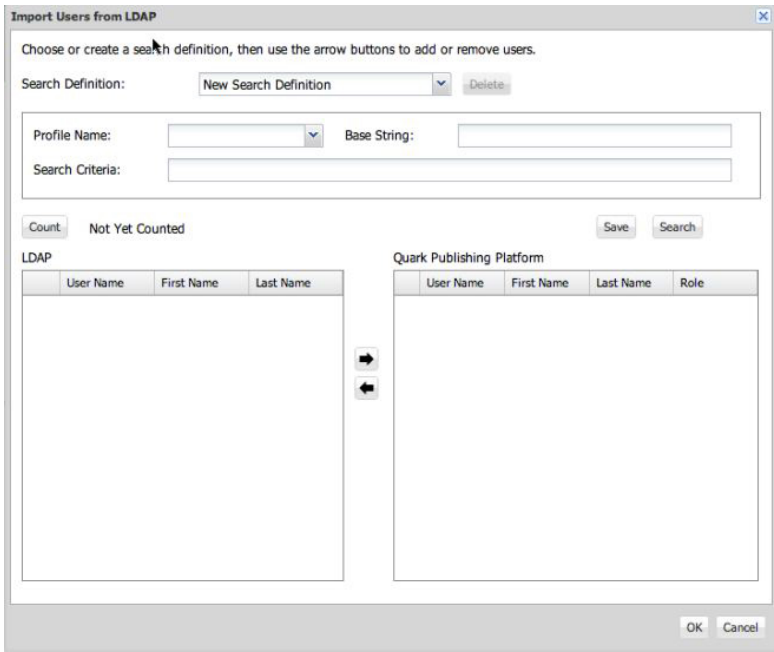 Import Users from LDAP
Choose or create a search definition, then use the arrow buttons to add or remove users.
Search Definition: New Search Definition Delete
Profile Name: Base String:
Search Criteria:
Count Not Yet Counted Save Search
LDAP Quark Publishing Platform
User Name First Name Last Name User Name First Name Last Name Role
OK Cancel